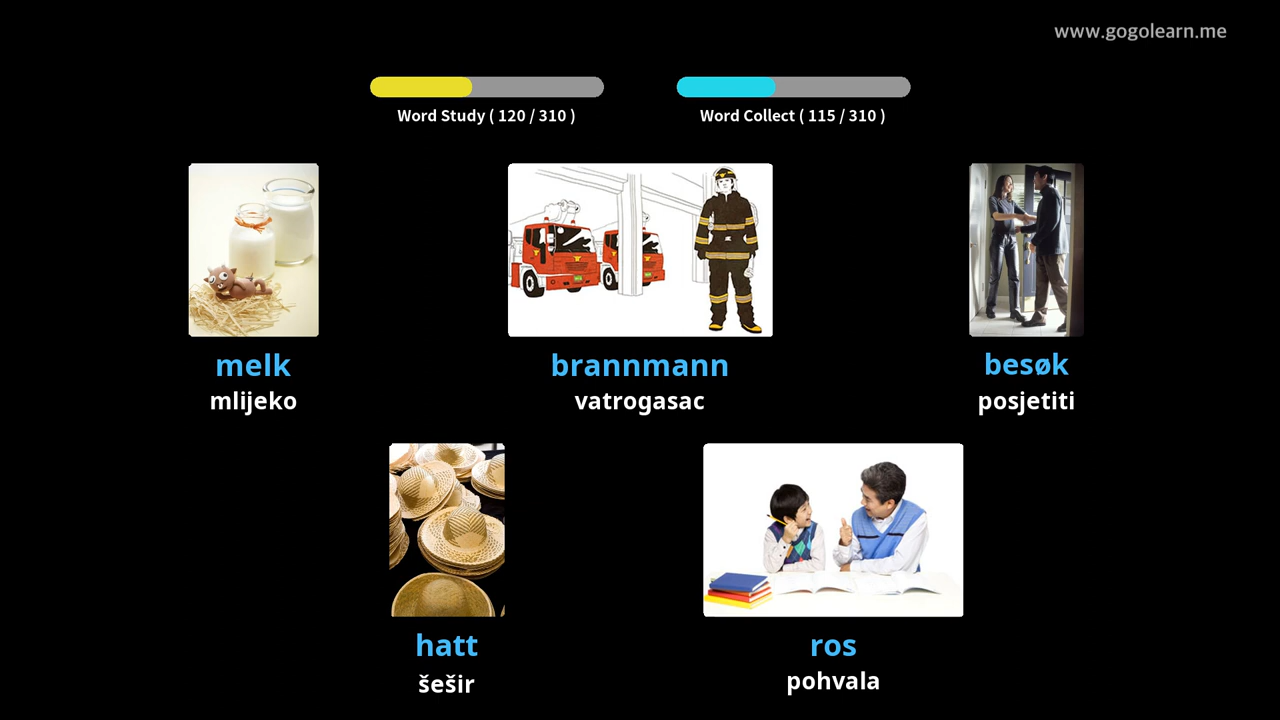 www.gogolearn.me
Word Study ( 120 / 310 )
Word Collect ( 115 / 310 )
melk
mlijeko
brannmann
vatrogasac
besøk
posjetiti
hatt
šešir
ros
pohvala